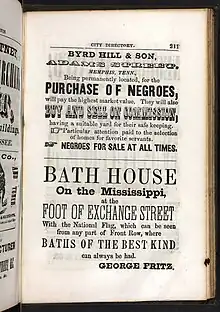 CITY DIRECTORY.
211
BYRD HILL & SON,
ADAMS STREET,
MEMPHIS, TENN,
Being permanently located, for the
PURCHASE OF NEGROES,
will pay the highest market value. They will also
BUY AND SELL ON COMMISSION,
having a suitable yard for their safe keeping.
Particular attention paid to the selection
of homes for favorite servants.
NEGROES FOR SALE AT ALL TIMES.
BATH HOUSE
On the Mississippi,
at the
FOOT OF EXCHANGE STREET
With the National Flag, which can be seen
from any part of Front Row, where
BATHS OF THE BEST KIND
can always be had.
GEORGE FRITZ,